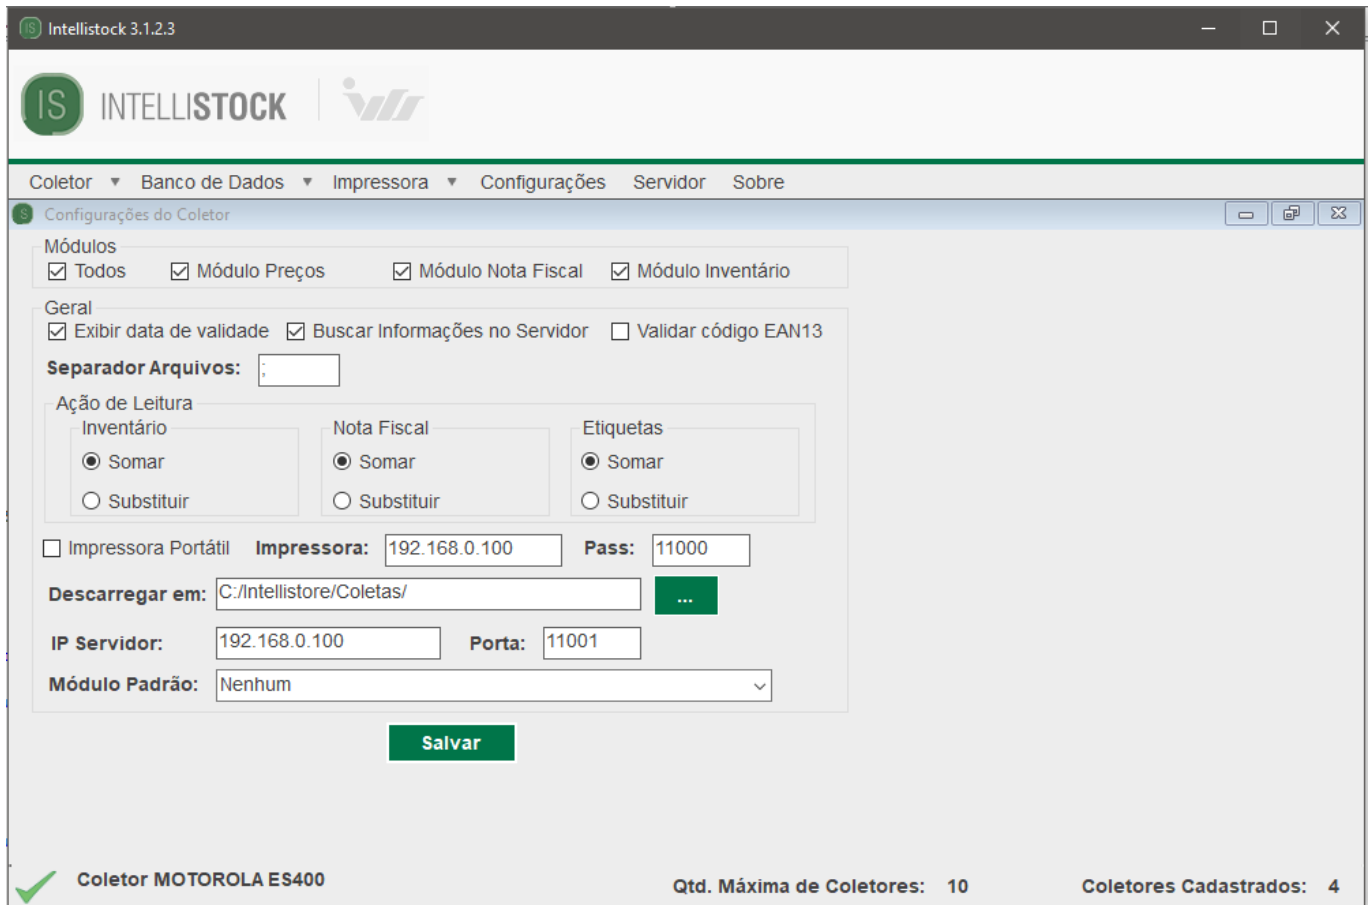 IS Intellistock 3.1.2.3
IS INTELLISTOCK iws
Coletor Banco de Dados Impressora Configurações Servidor Sobre
Configurações do Coletor
Módulos
Todos Módulo Preços Módulo Nota Fiscal Módulo Inventário
Geral
Exibir data de validade Buscar Informações no Servidor Validar código EAN13
Separador Arquivos: ;
Ação de Leitura
Inventário Nota Fiscal Etiquetas
Somar Somar Somar
Substituir Substituir Substituir
Impressora Portátil Impressora: 192.168.0.100 Pass: 11000
Descarregar em: C:/Intellistore/Coletas/ ...
IP Servidor: 192.168.0.100 Porta: 11001
Módulo Padrão: Nenhum
Salvar
Coletor MOTOROLA ES400 Qtd. Máxima de Coletores: 10 Coletores Cadastrados: 4